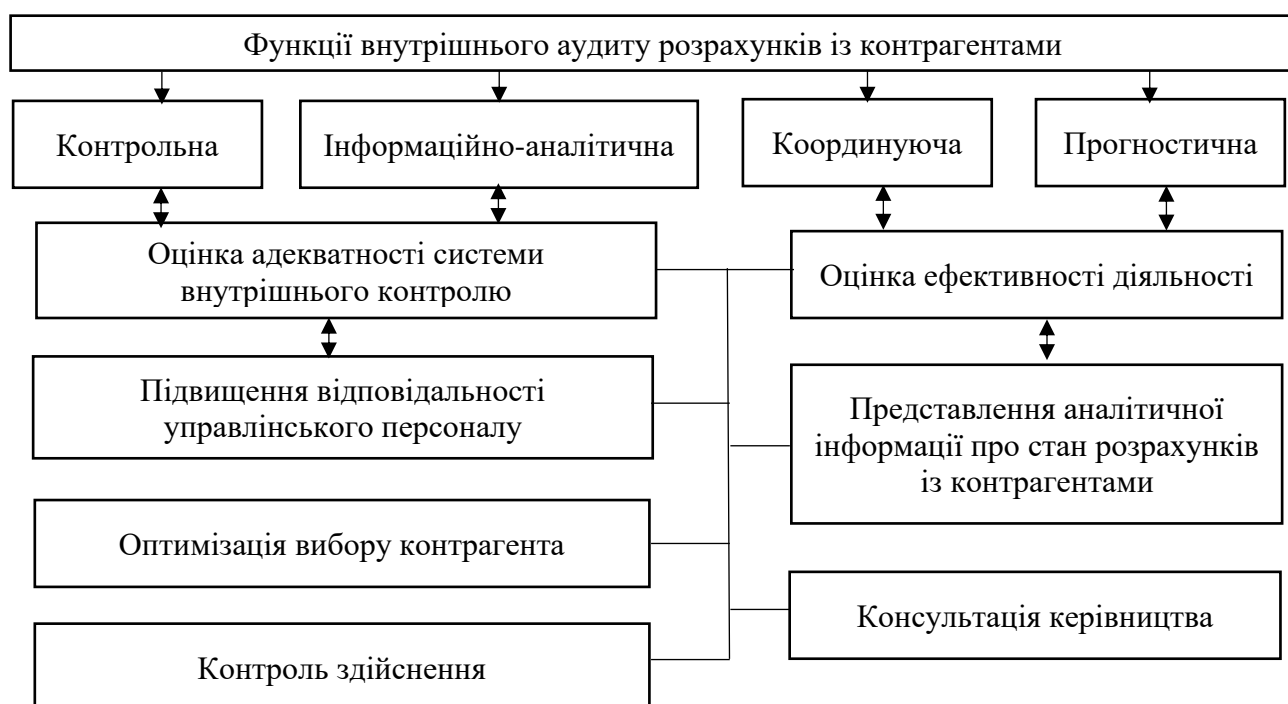 Функції внутрішнього аудиту розрахунків із контрагентами
Контрольна
Інформаційно-аналітична
Координуюча
Прогностична
Оцінка адекватності системи
внутрішнього контролю
Оцінка ефективності діяльності
Підвищення відповідальності
управлінського персоналу
Представлення аналітичної
інформації про стан розрахунків
із контрагентами
Оптимізація вибору контрагента
Консультація керівництва
Контроль здійснення